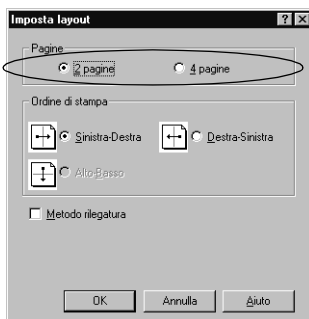 Imposta layout
Pagine
2 pagine
4 pagine
Ordine di stampa
Sinistra-Destra
Destra-Sinistra
Alto-Basso
Metodo rilegatura
OK
Annulla
Aiuto